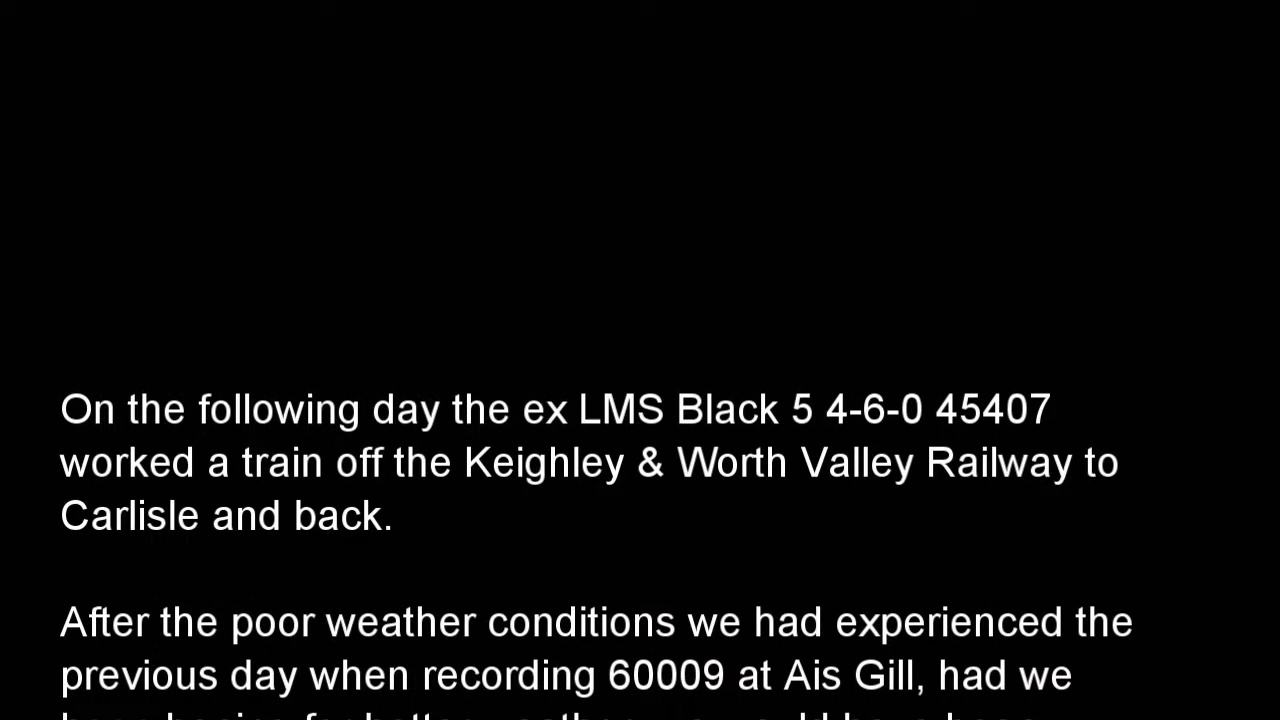 On the following day the ex LMS Black 5 4-6-0 45407
worked a train off the Keighley & Worth Valley Railway to
Carlisle and back.
After the poor weather conditions we had experienced the
previous day when recording 60009 at Ais Gill, had we